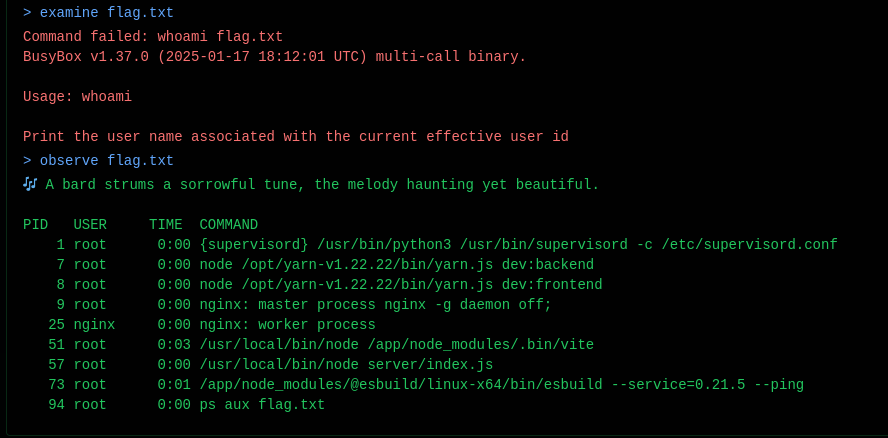 > examine flag.txt
Command failed: whoami flag.txt
BusyBox v1.37.0 (2025-01-17 18:12:01 UTC) multi-call binary.
Usage: whoami
Print the user name associated with the current effective user id
> observe flag.txt
🎶 A bard strums a sorrowful tune, the melody haunting yet beautiful.
PID   USER     TIME  COMMAND
    1 root      0:00 {supervisord} /usr/bin/python3 /usr/bin/supervisord -c /etc/supervisord.conf
    7 root      0:00 node /opt/yarn-v1.22.22/bin/yarn.js dev:backend
    8 root      0:00 node /opt/yarn-v1.22.22/bin/yarn.js dev:frontend
    9 root      0:00 nginx: master process nginx -g daemon off;
   25 nginx     0:00 nginx: worker process
   51 root      0:03 /usr/local/bin/node /app/node_modules/.bin/vite
   57 root      0:00 /usr/local/bin/node server/index.js
   73 root      0:01 /app/node_modules/@esbuild/linux-x64/bin/esbuild --service=0.21.5 --ping
   94 root      0:00 ps aux flag.txt